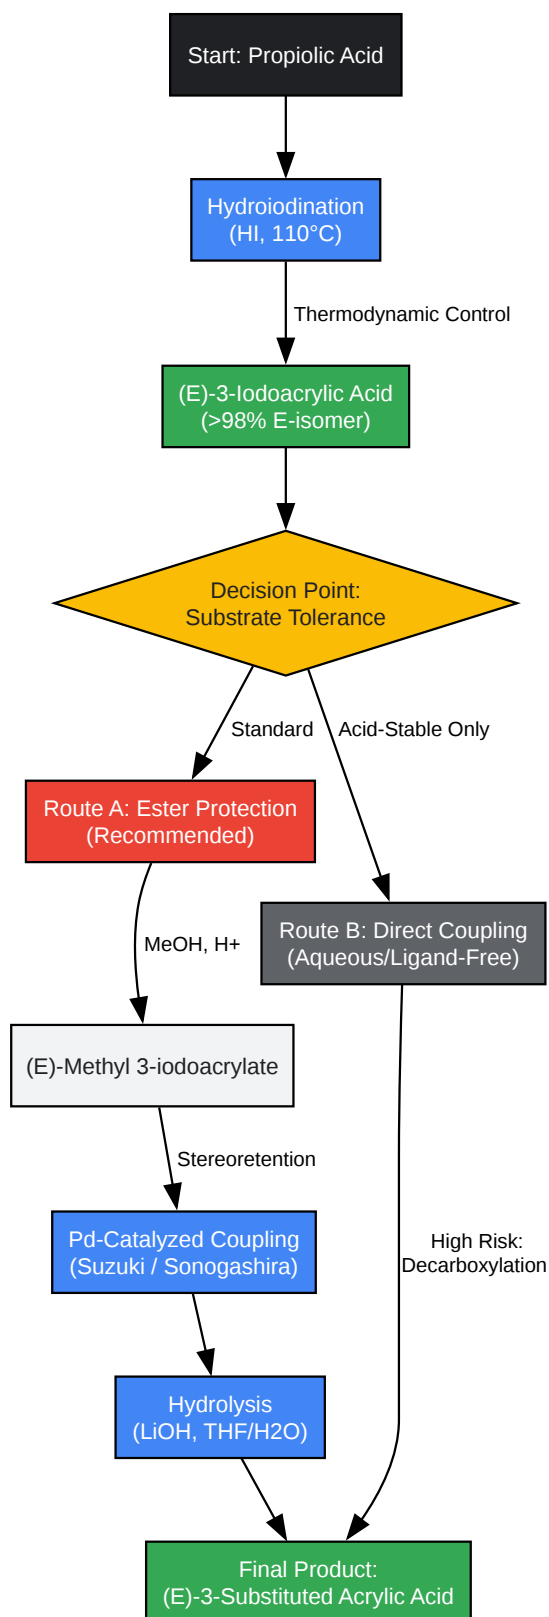 Start: Propiolic Acid
Hydroiodination
(HI, 110°C)
Thermodynamic Control
(E)-3-Iodoacrylic Acid
(>98% E-isomer)
Decision Point:
Substrate Tolerance
Standard
Acid-Stable Only
Route A: Ester Protection
(Recommended)
Route B: Direct Coupling
(Aqueous/Ligand-Free)
MeOH, H+
(E)-Methyl 3-iodoacrylate
Stereoretention
Pd-Catalyzed Coupling
(Suzuki / Sonogashira)
High Risk:
Decarboxylation
Hydrolysis
(LiOH, THF/H2O)
Final Product:
(E)-3-Substituted Acrylic Acid